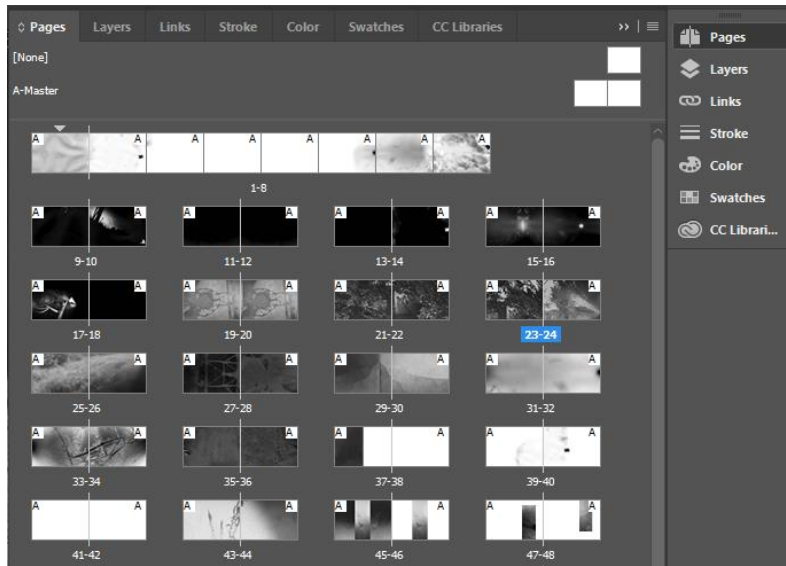 Pages Layers Links Stroke Color Swatches CC Libraries
[None]
A-Master
A A A A A A A A
1-8
A A A A A A A A
9-10 11-12 13-14 15-16
A A A A A A A A
17-18 19-20 21-22 23-24
A A A A A A A A
25-26 27-28 29-30 31-32
A A A A A A A A
33-34 35-36 37-38 39-40
A A A A A A A A
41-42 43-44 45-46 47-48
Pages
Layers
Links
Stroke
Color
Swatches
CC Librari...